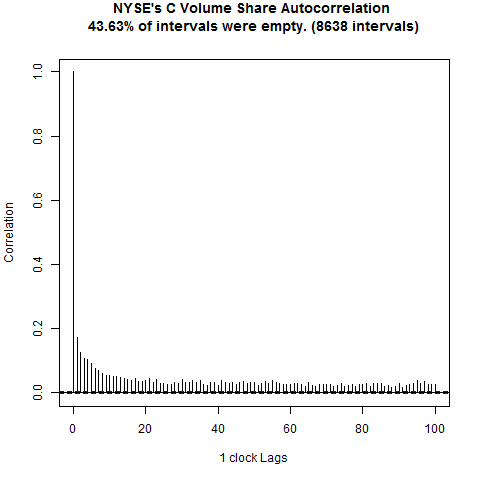 NYSE's C Volume Share Autocorrelation
43.63% of intervals were empty. (8638 intervals)
Correlation
1.0
0.8
0.6
0.4
0.2
0.0
0 20 40 60 80 100
1 clock Lags